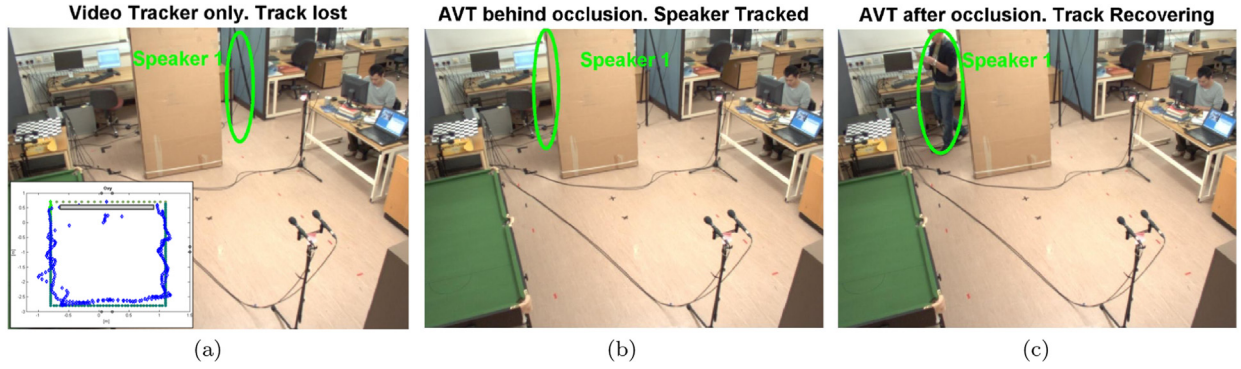 Video Tracker only. Track lost
AVT behind occlusion. Speaker Tracked
AVT after occlusion. Track Recovering
Speaker 1
Speaker 1
Speaker 1
Oxy
(a)
(b)
(c)